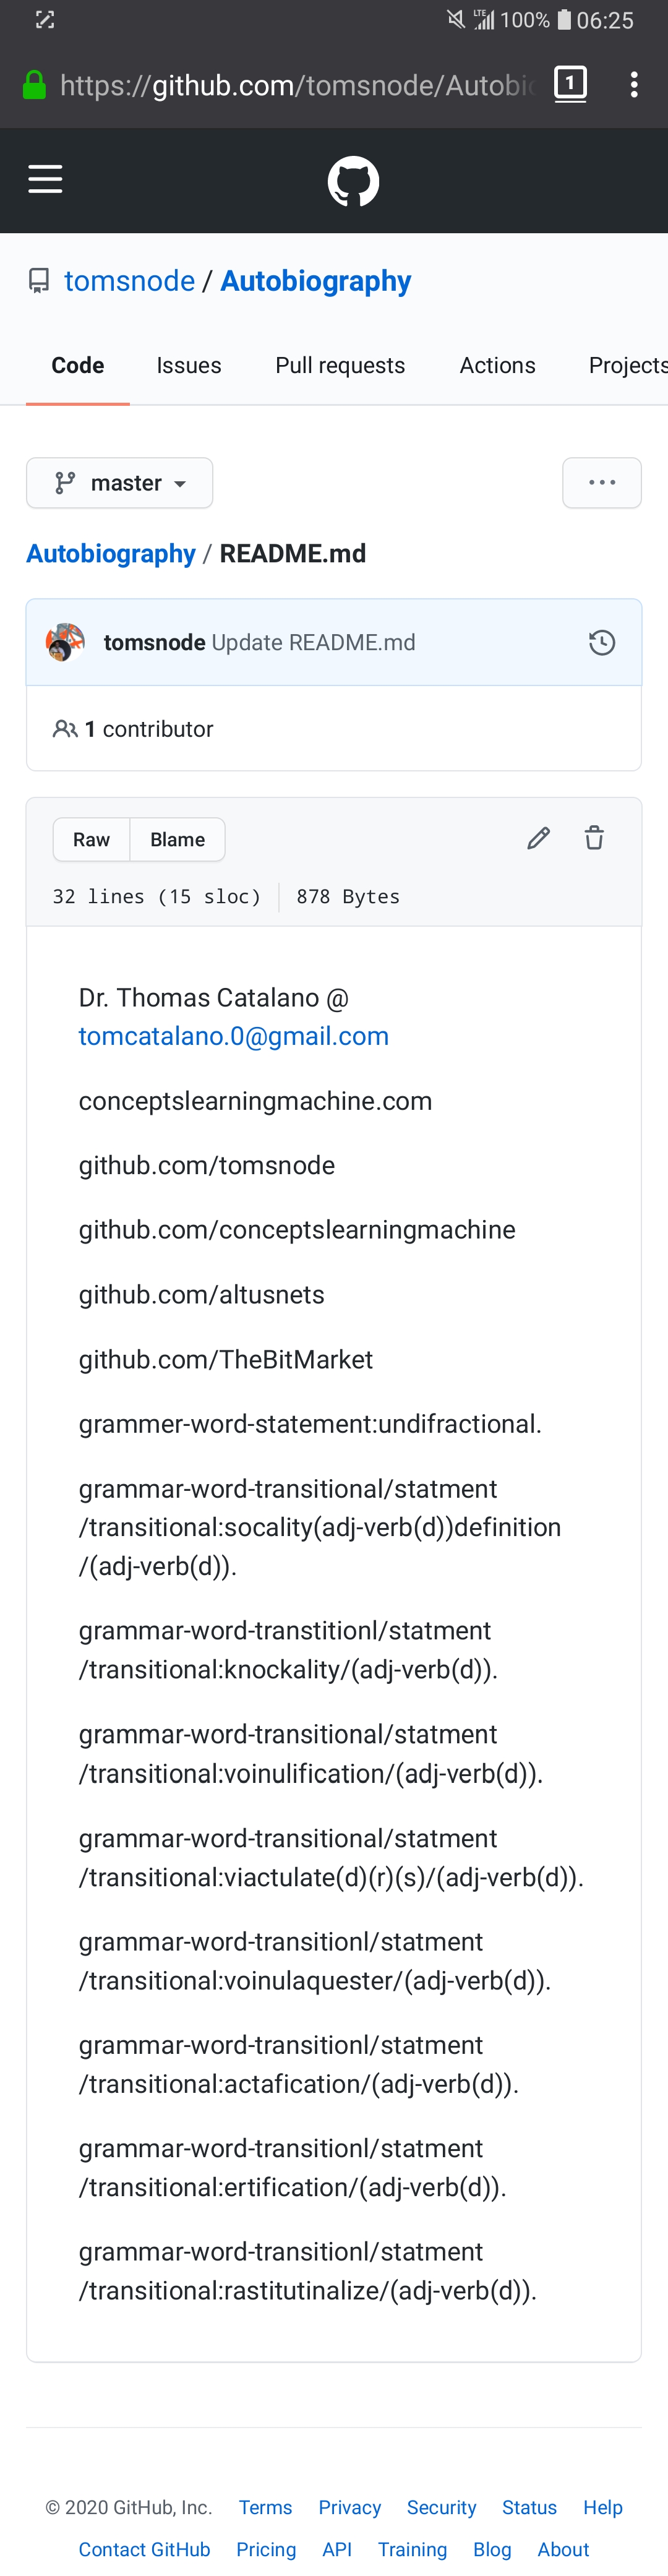 LTE 100% 06:25
https://github.com/tomsnode/Autobi 1
tomsnode / Autobiography
Code Issues Pull requests Actions Projects
master
Autobiography / README.md
tomsnode Update README.md
1 contributor
Raw Blame
32 lines (15 sloc) 878 Bytes
Dr. Thomas Catalano @
tomcatalano.0@gmail.com
conceptslearningmachine.com
github.com/tomsnode
github.com/conceptslearningmachine
github.com/altusnets
github.com/TheBitMarket
grammer-word-statement:undifractional.
grammar-word-transitional/statment
/transitional:socality(adj-verb(d))definition
/(adj-verb(d)).
grammar-word-transtitionl/statment
/transitional:knockality/(adj-verb(d)).
grammar-word-transitional/statment
/transitional:voinulification/(adj-verb(d)).
grammar-word-transitional/statment
/transitional:viactulate(d)(r)(s)/(adj-verb(d)).
grammar-word-transitionl/statment
/transitional:voinulaquester/(adj-verb(d)).
grammar-word-transitionl/statment
/transitional:actafication/(adj-verb(d)).
grammar-word-transitionl/statment
/transitional:ertification/(adj-verb(d)).
grammar-word-transitionl/statment
/transitional:rastitutinalize/(adj-verb(d)).
© 2020 GitHub, Inc. Terms Privacy Security Status Help
Contact GitHub Pricing API Training Blog About